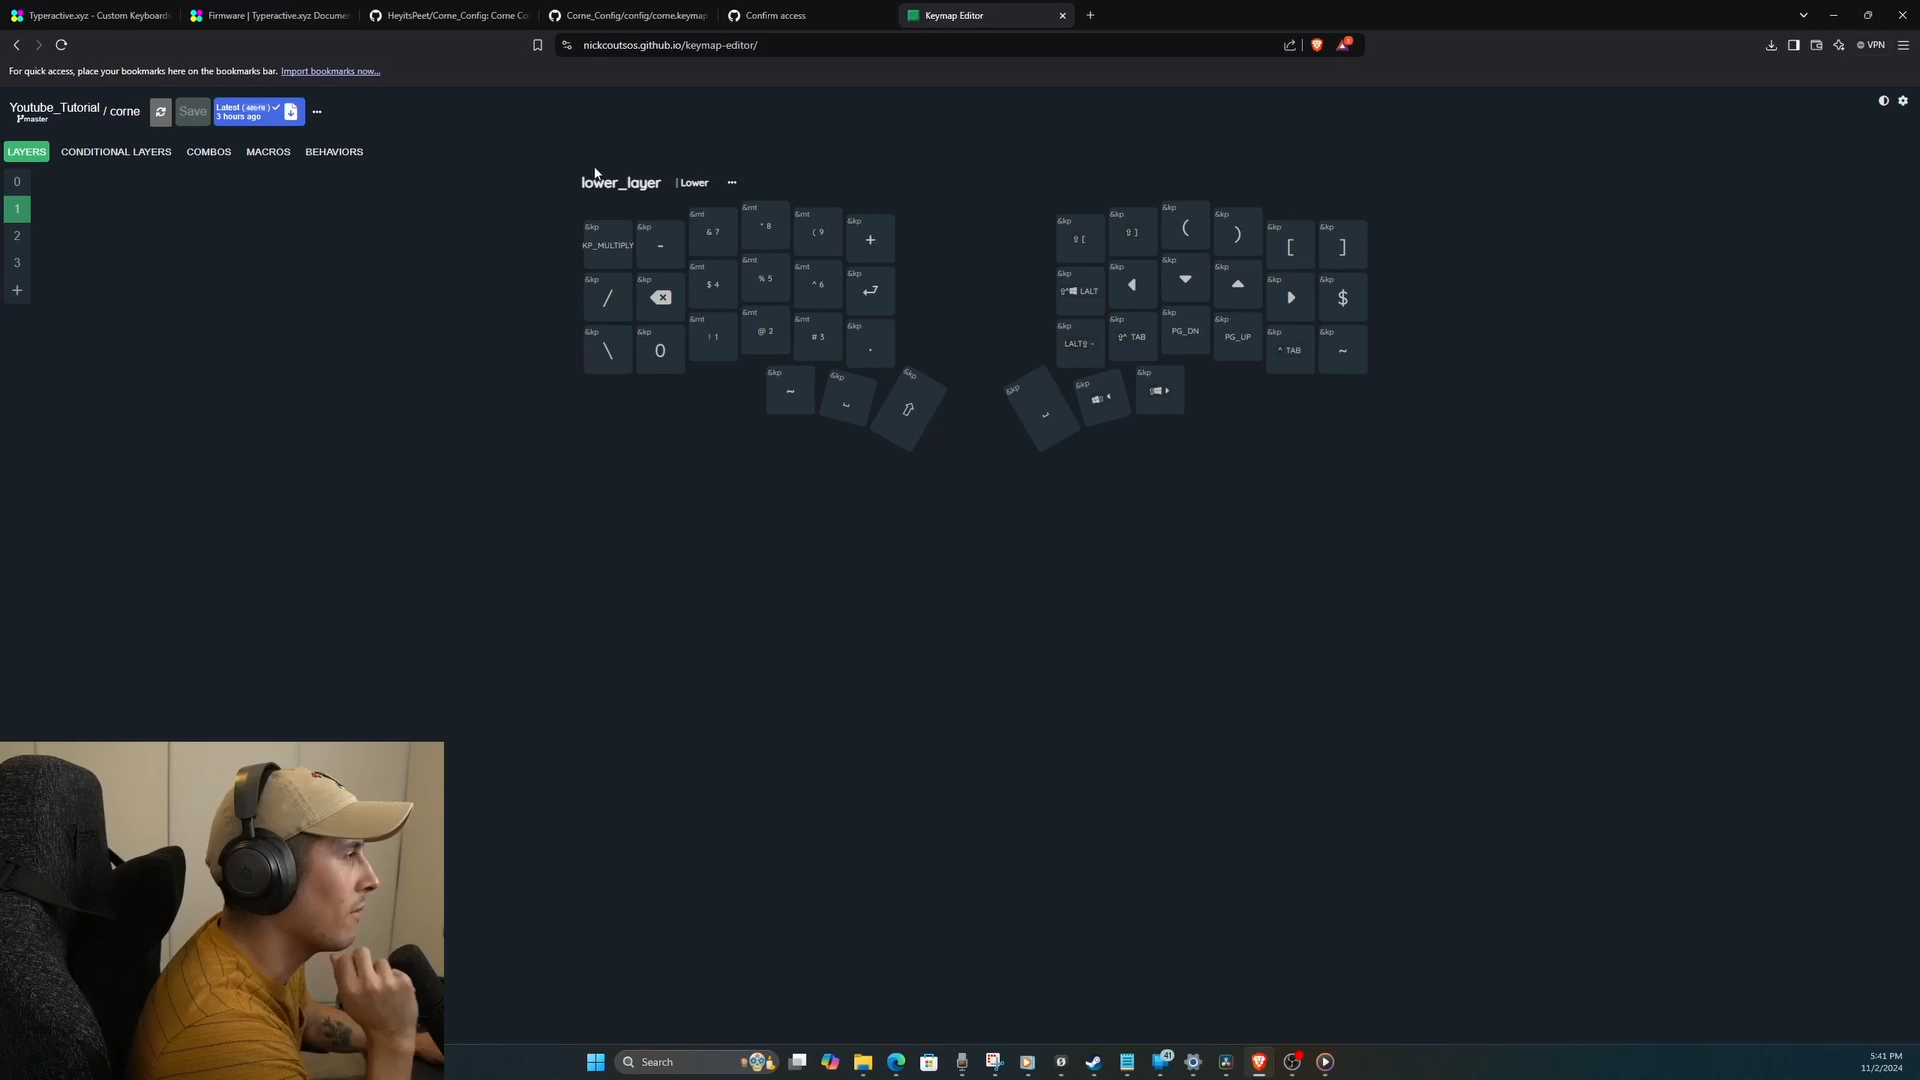 Typeractive.xyz - Custom Keyboards
Firmware | Typeractive.xyz Documen
HeyitsPeet/Corne_Config: Corne Co
Corne_Config/config/corne.keymap
Confirm access
Keymap Editor
nickcoutsos.github.io/keymap-editor/
VPN
For quick access, place your bookmarks here on the bookmarks bar. Import bookmarks now...
Youtube_Tutorial / corne
master
Save
3 hours ago
LAYERS CONDITIONAL LAYERS COMBOS MACROS BEHAVIORS
0
1
2
3
+
lower_layer | Lower ...
&kp &kp &mt &mt &mt &kp &kp &kp &kp &kp &kp &kp
KP_MULTIPLY - & 7 * 8 ( 9 + ⇧ [ ⇧ ] ( ) [ ]
&kp &kp &mt &mt &mt &kp &kp &kp &kp &kp &kp &kp
/ $ 4 % 5 ^ 6 LALT $
&kp &kp &mt &mt &mt &kp &kp &kp &kp &kp &kp &kp
\ 0 ! 1 @ 2 # 3 . LALT⇧ - ⇧^ TAB PG_DN PG_UP ^ TAB ~
&kp &kp &kp &kp &kp &kp
~
Search
41
5:41 PM
11/2/2024